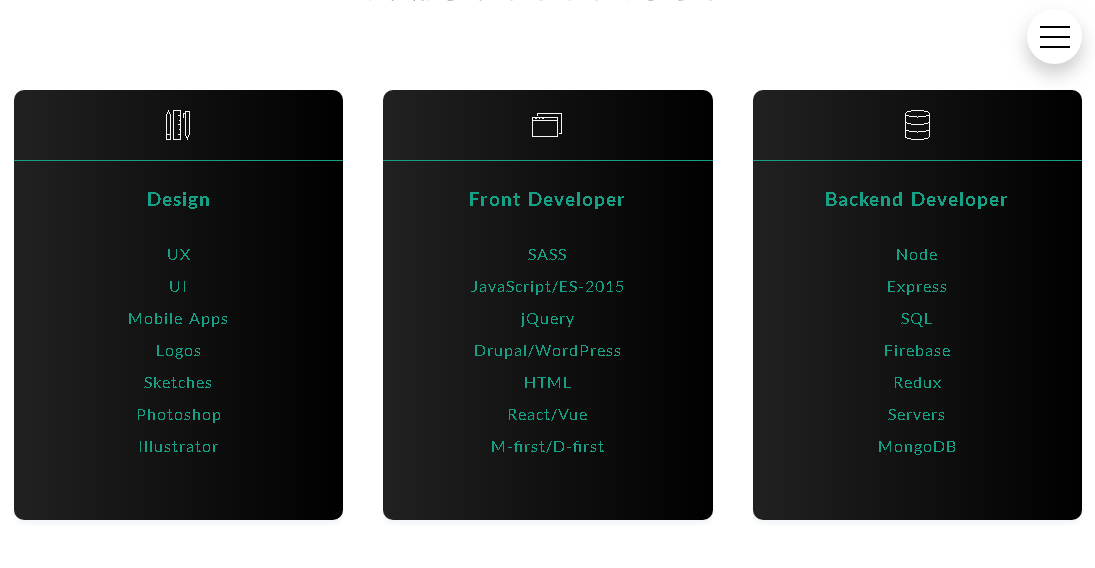 Design
UX
UI
Mobile Apps
Logos
Sketches
Photoshop
Illustrator
Front Developer
SASS
JavaScript/ES-2015
jQuery
Drupal/WordPress
HTML
React/Vue
M-first/D-first
Backend Developer
Node
Express
SQL
Firebase
Redux
Servers
MongoDB